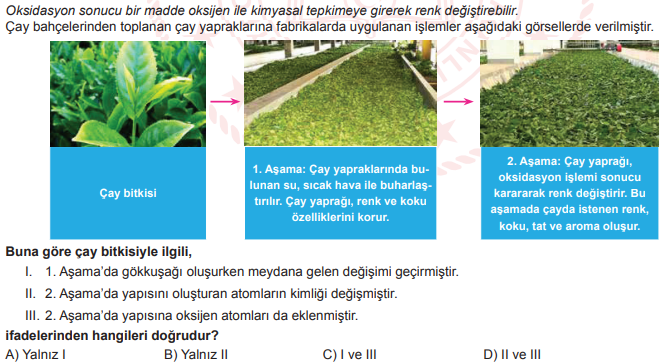 Oksidasyon sonucu bir madde oksijen ile kimyasal tepkimeye girerek renk değiştirebilir.
Çay bahçelerinden toplanan çay yapraklarına fabrikalarda uygulanan işlemler aşağıdaki görsellerde verilmiştir.
Çay bitkisi
1. Aşama: Çay yapraklarında bu-
lunan su, sıcak hava ile buharlaş-
tırılır. Çay yaprağı, renk ve koku
özelliklerini korur.
2. Aşama: Çay yaprağı,
oksidasyon işlemi sonucu
karararak renk değiştirir. Bu
aşamada çayda istenen renk,
koku, tat ve aroma oluşur.
Buna göre çay bitkisiyle ilgili,
I. 1. Aşama'da gökkuşağı oluşurken meydana gelen değişimi geçirmiştir.
II. 2. Aşama'da yapısını oluşturan atomların kimliği değişmiştir.
III. 2. Aşama'da yapısına oksijen atomları da eklenmiştir.
ifadelerinden hangileri doğrudur?
A) Yalnız I B) Yalnız II C) I ve III D) II ve III